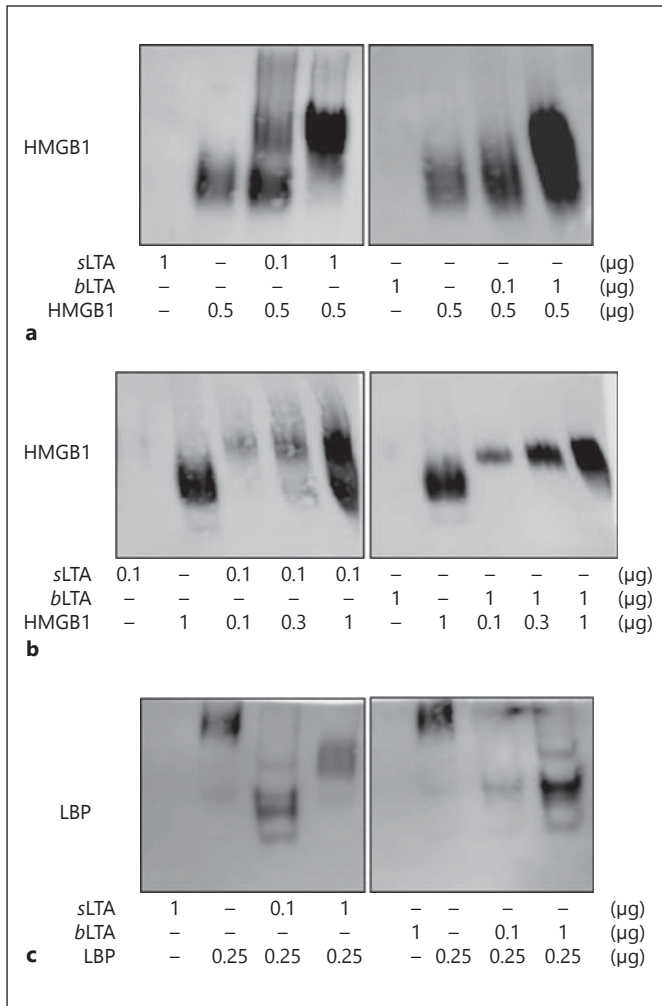 HMGB1
sLTA 1 – 0.1 1 – – – – (µg)
bLTA – – – – 1 – 0.1 1 (µg)
HMGB1 – 0.5 0.5 0.5 – 0.5 0.5 0.5 (µg)
a
HMGB1
sLTA 0.1 – 0.1 0.1 0.1 – – – – – (µg)
bLTA – – – – – 1 – 1 1 1 (µg)
HMGB1 – 1 0.1 0.3 1 – 1 0.1 0.3 1 (µg)
b
LBP
sLTA 1 – 0.1 1 – – – – (µg)
bLTA – – – – 1 – 0.1 1 (µg)
c LBP – 0.25 0.25 0.25 – 0.25 0.25 0.25 (µg)